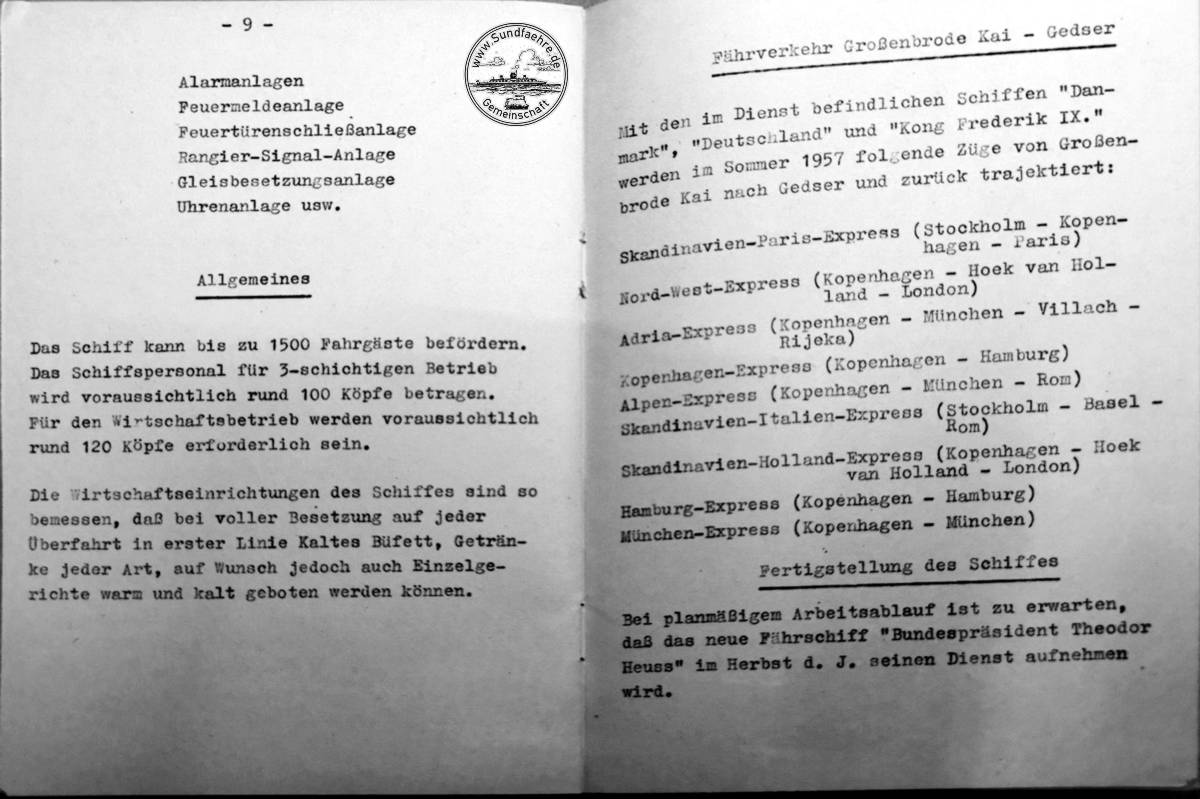 - 9 -
www.Sundfaehre.de
Gemeinschaft
Alarmanlagen
Feuermeldeanlage
Feuertürenschließanlage
Rangier-Signal-Anlage
Gleisbesetzungsanlage
Uhrenanlage usw.
Allgemeines
Das Schiff kann bis zu 1500 Fahrgäste befördern.
Das Schiffspersonal für 3-schichtigen Betrieb
wird voraussichtlich rund 100 Köpfe betragen.
Für den Wirtschaftsbetrieb werden voraussichtlich
rund 120 Köpfe erforderlich sein.
Die Wirtschaftseinrichtungen des Schiffes sind so
bemessen, daß bei voller Besetzung auf jeder
Überfahrt in erster Linie Kaltes Büfett, Geträn-
ke jeder Art, auf Wunsch jedoch auch Einzelge-
richte warm und kalt geboten werden können.
Fährverkehr Großenbrode Kai - Gedser
Mit den im Dienst befindlichen Schiffen "Dan-
mark", "Deutschland" und "Kong Frederik IX."
werden im Sommer 1957 folgende Züge von Großen-
brode Kai nach Gedser und zurück trajektiert:
Skandinavien-Paris-Express (Stockholm - Kopen-
hagen - Paris)
Nord-West-Express (Kopenhagen - Hoek van Hol-
land - London)
Adria-Express (Kopenhagen - München - Villach -
Rijeka)
Kopenhagen-Express (Kopenhagen - Hamburg)
Alpen-Express (Kopenhagen - München - Rom)
Skandinavien-Italien-Express (Stockholm - Basel -
Rom)
Skandinavien-Holland-Express (Kopenhagen - Hoek
van Holland - London)
Hamburg-Express (Kopenhagen - Hamburg)
München-Express (Kopenhagen - München)
Fertigstellung des Schiffes
Bei planmäßigem Arbeitsablauf ist zu erwarten,
daß das neue Fährschiff "Bundespräsident Theodor
Heuss" im Herbst d. J. seinen Dienst aufnehmen
wird.